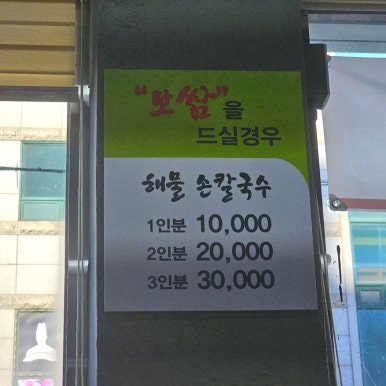 "보쌈"을
드실경우
해물 손칼국수
1인분 10,000
2인분 20,000
3인분 30,000